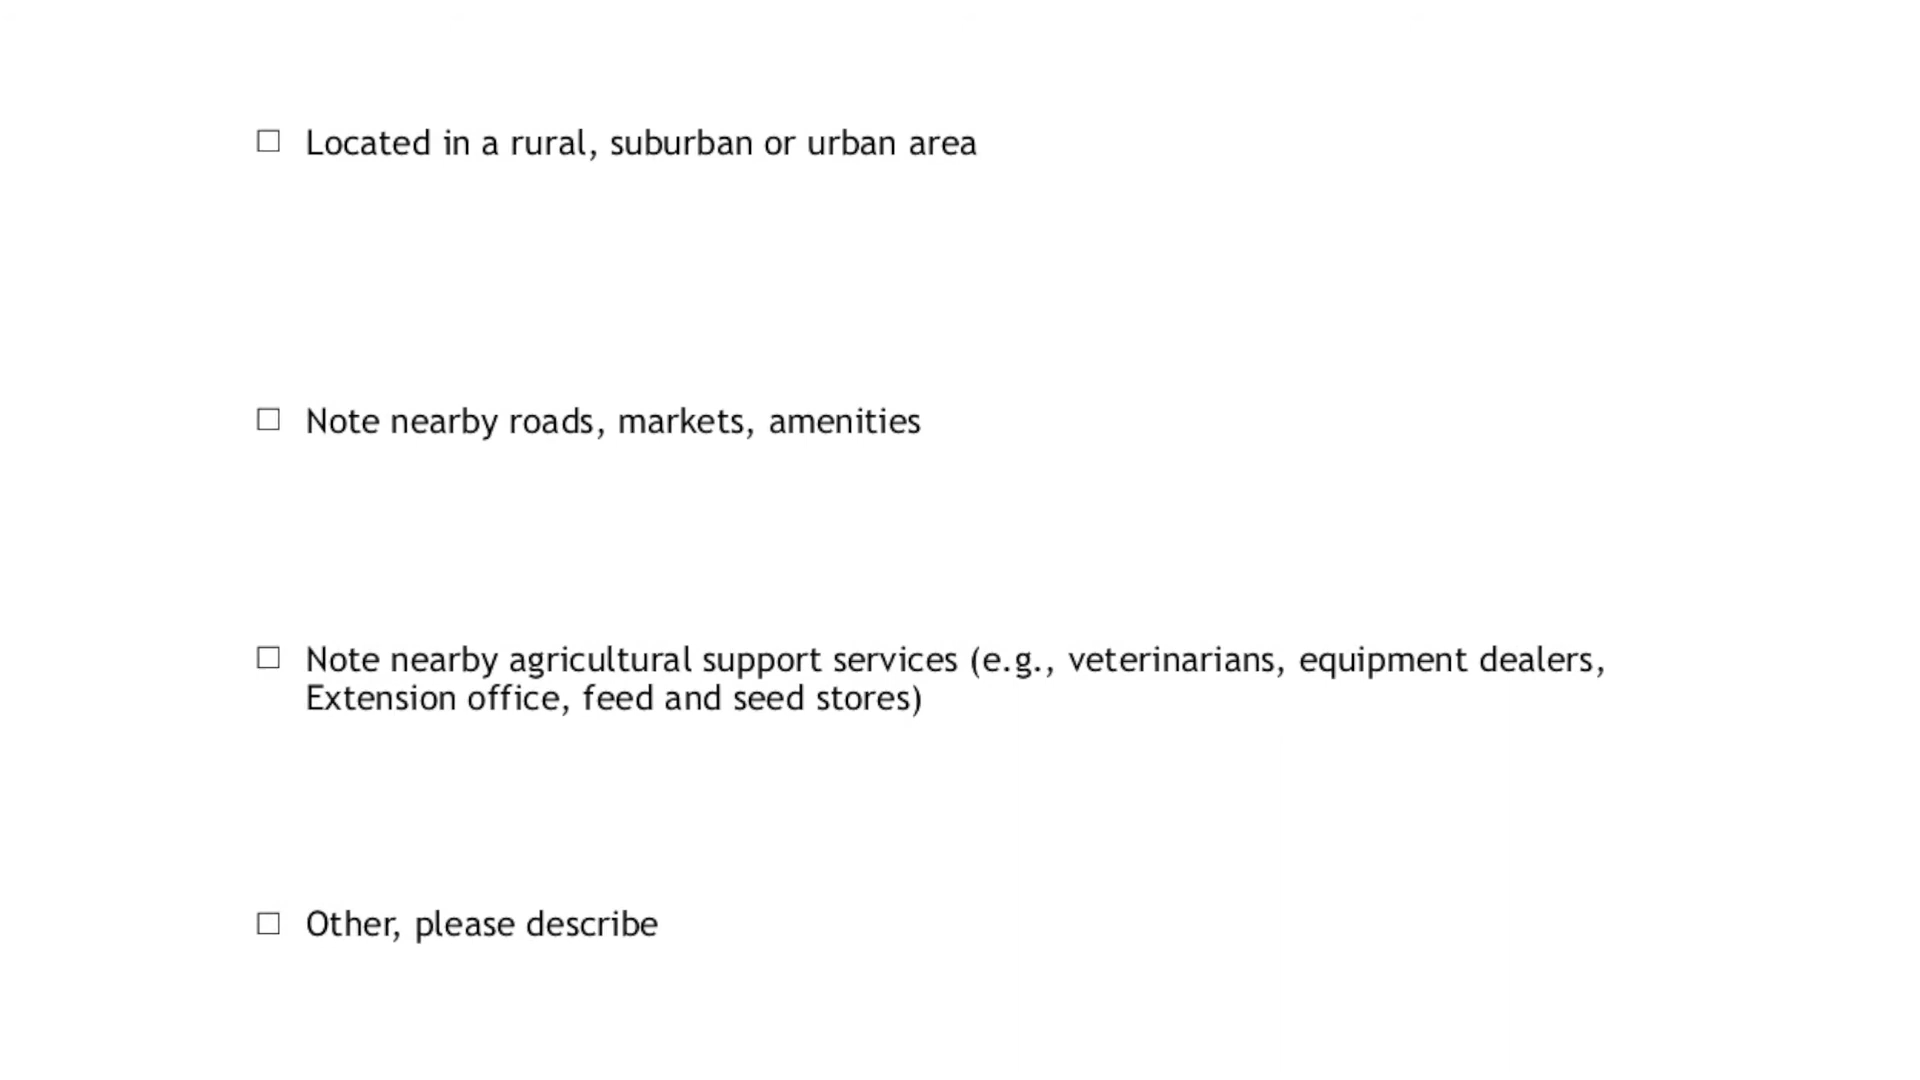 ☐ Located in a rural, suburban or urban area
☐ Note nearby roads, markets, amenities
☐ Note nearby agricultural support services (e.g., veterinarians, equipment dealers,
Extension office, feed and seed stores)
☐ Other, please describe